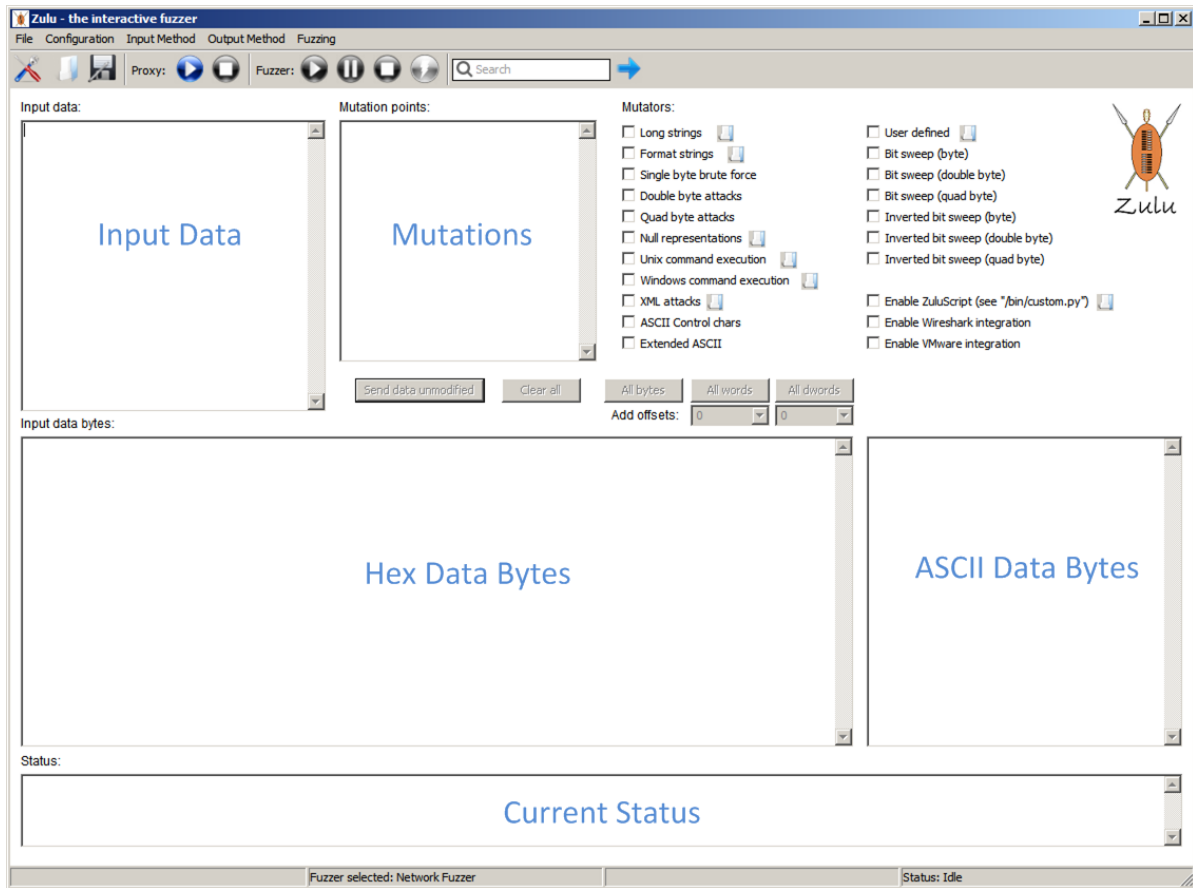 Zulu - the interactive fuzzer
File Configuration Input Method Output Method Fuzzing
Proxy: Fuzzer: Search
Input data:
Input Data
Mutation points:
Mutations
Mutators:
Long strings
Format strings
Single byte brute force
Double byte attacks
Quad byte attacks
Null representations
Unix command execution
Windows command execution
XML attacks
ASCII Control chars
Extended ASCII
User defined
Bit sweep (byte)
Bit sweep (double byte)
Bit sweep (quad byte)
Inverted bit sweep (byte)
Inverted bit sweep (double byte)
Inverted bit sweep (quad byte)
Enable ZuluScript (see "/bin/custom.py")
Enable Wireshark integration
Enable VMware integration
Zulu
Send data unmodified Clear all All bytes All words All dwords
Add offsets: 0 0
Input data bytes:
Hex Data Bytes
ASCII Data Bytes
Status:
Current Status
Fuzzer selected: Network Fuzzer Status: Idle